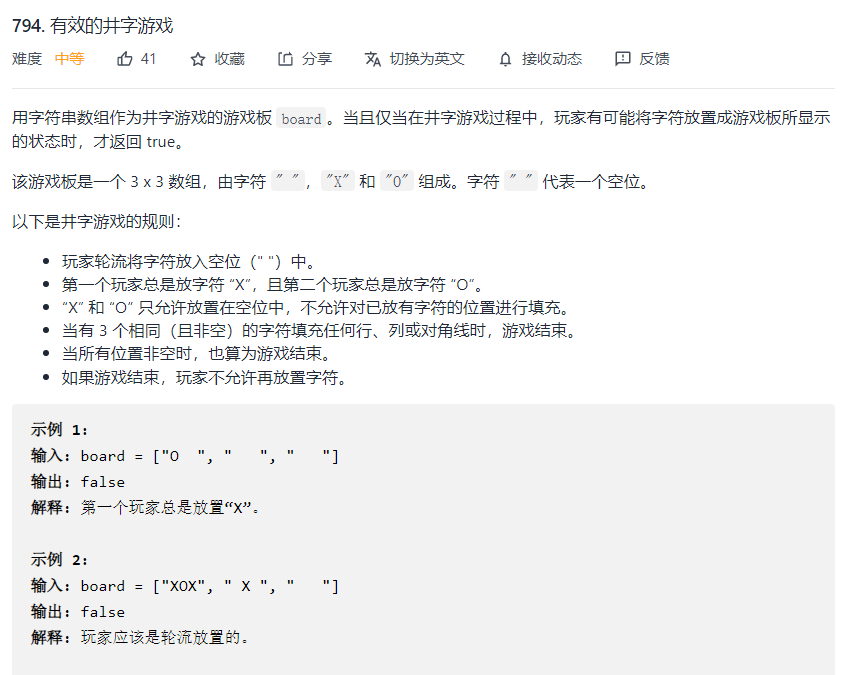 794. 有效的井字游戏
难度 中等 41 收藏 分享 切换为英文 接收动态 反馈
用字符串数组作为井字游戏的游戏板 board。当且仅当在井字游戏过程中，玩家有可能将字符放置成游戏板所显示
的状态时，才返回 true。
该游戏板是一个 3 x 3 数组，由字符 " "，"X" 和 "O" 组成。字符 " " 代表一个空位。
以下是井字游戏的规则：
• 玩家轮流将字符放入空位（" "）中。
• 第一个玩家总是放字符 “X”，且第二个玩家总是放字符 “O”。
• “X” 和 “O” 只允许放置在空位中，不允许对已放有字符的位置进行填充。
• 当有 3 个相同（且非空）的字符填充任何行、列或对角线时，游戏结束。
• 当所有位置非空时，也算为游戏结束。
• 如果游戏结束，玩家不允许再放置字符。
示例 1:
输入: board = ["O  ", "   ", "   "]
输出: false
解释: 第一个玩家总是放置“X”。
示例 2:
输入: board = ["XOX", " X ", "   "]
输出: false
解释: 玩家应该是轮流放置的。